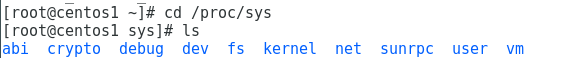 [root@centos1 ~]# cd /proc/sys
[root@centos1 sys]# ls
abi  crypto  debug  dev  fs  kernel  net  sunrpc  user  vm